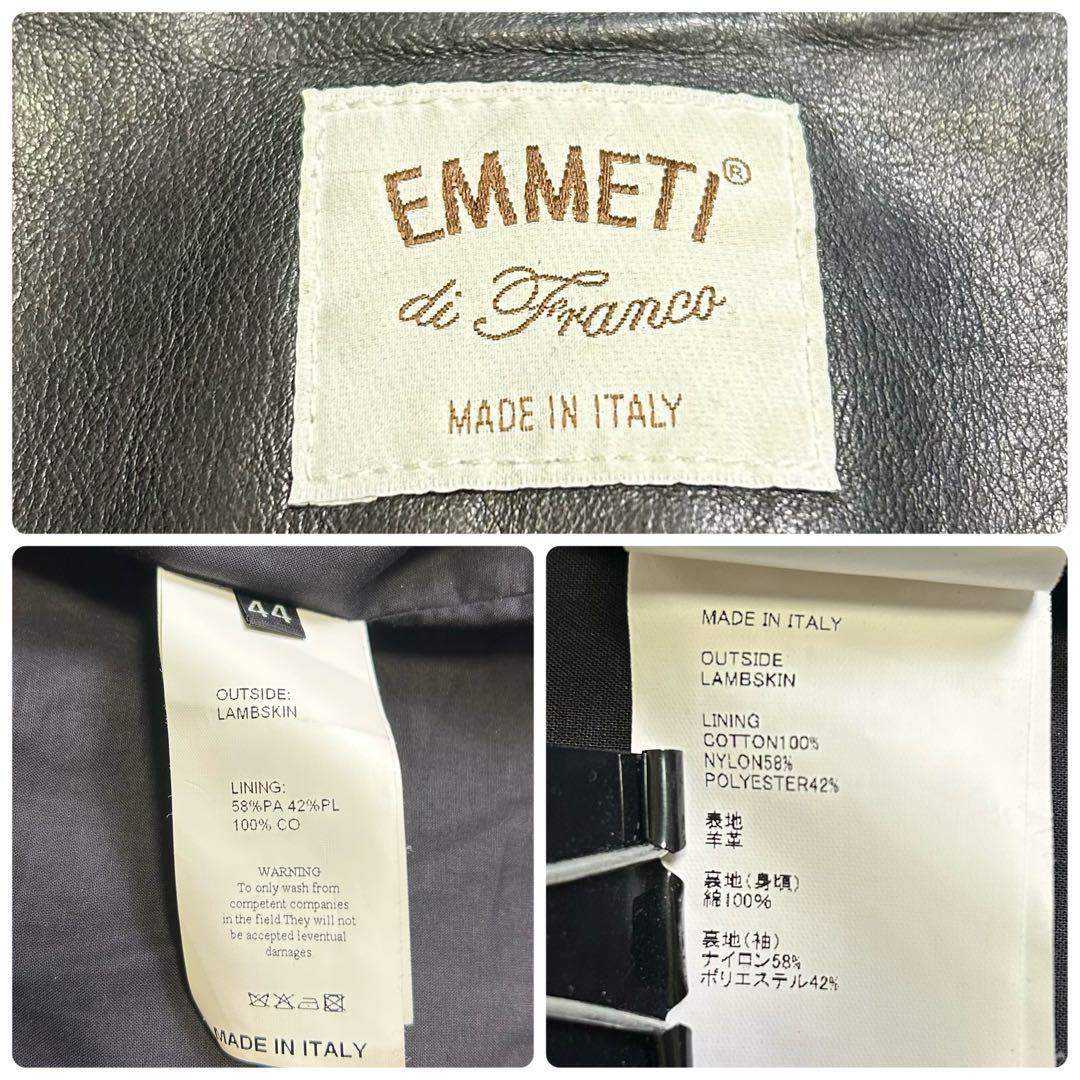 EMMETI®
di Franco
MADE IN ITALY
44
OUTSIDE:
LAMBSKIN
LINING:
58%PA 42%PL
100% CO
WARNING
To only wash from
competent companies
in the field They will not
be accepted leventual
damages
MADE IN ITALY
MADE IN ITALY
OUTSIDE
LAMBSKIN
LINING
COTTON100%
NYLON58%
POLYESTER42%
表地
羊革
裏地(身頃)
綿100%
裏地(袖)
ナイロン58%
ポリエステル42%